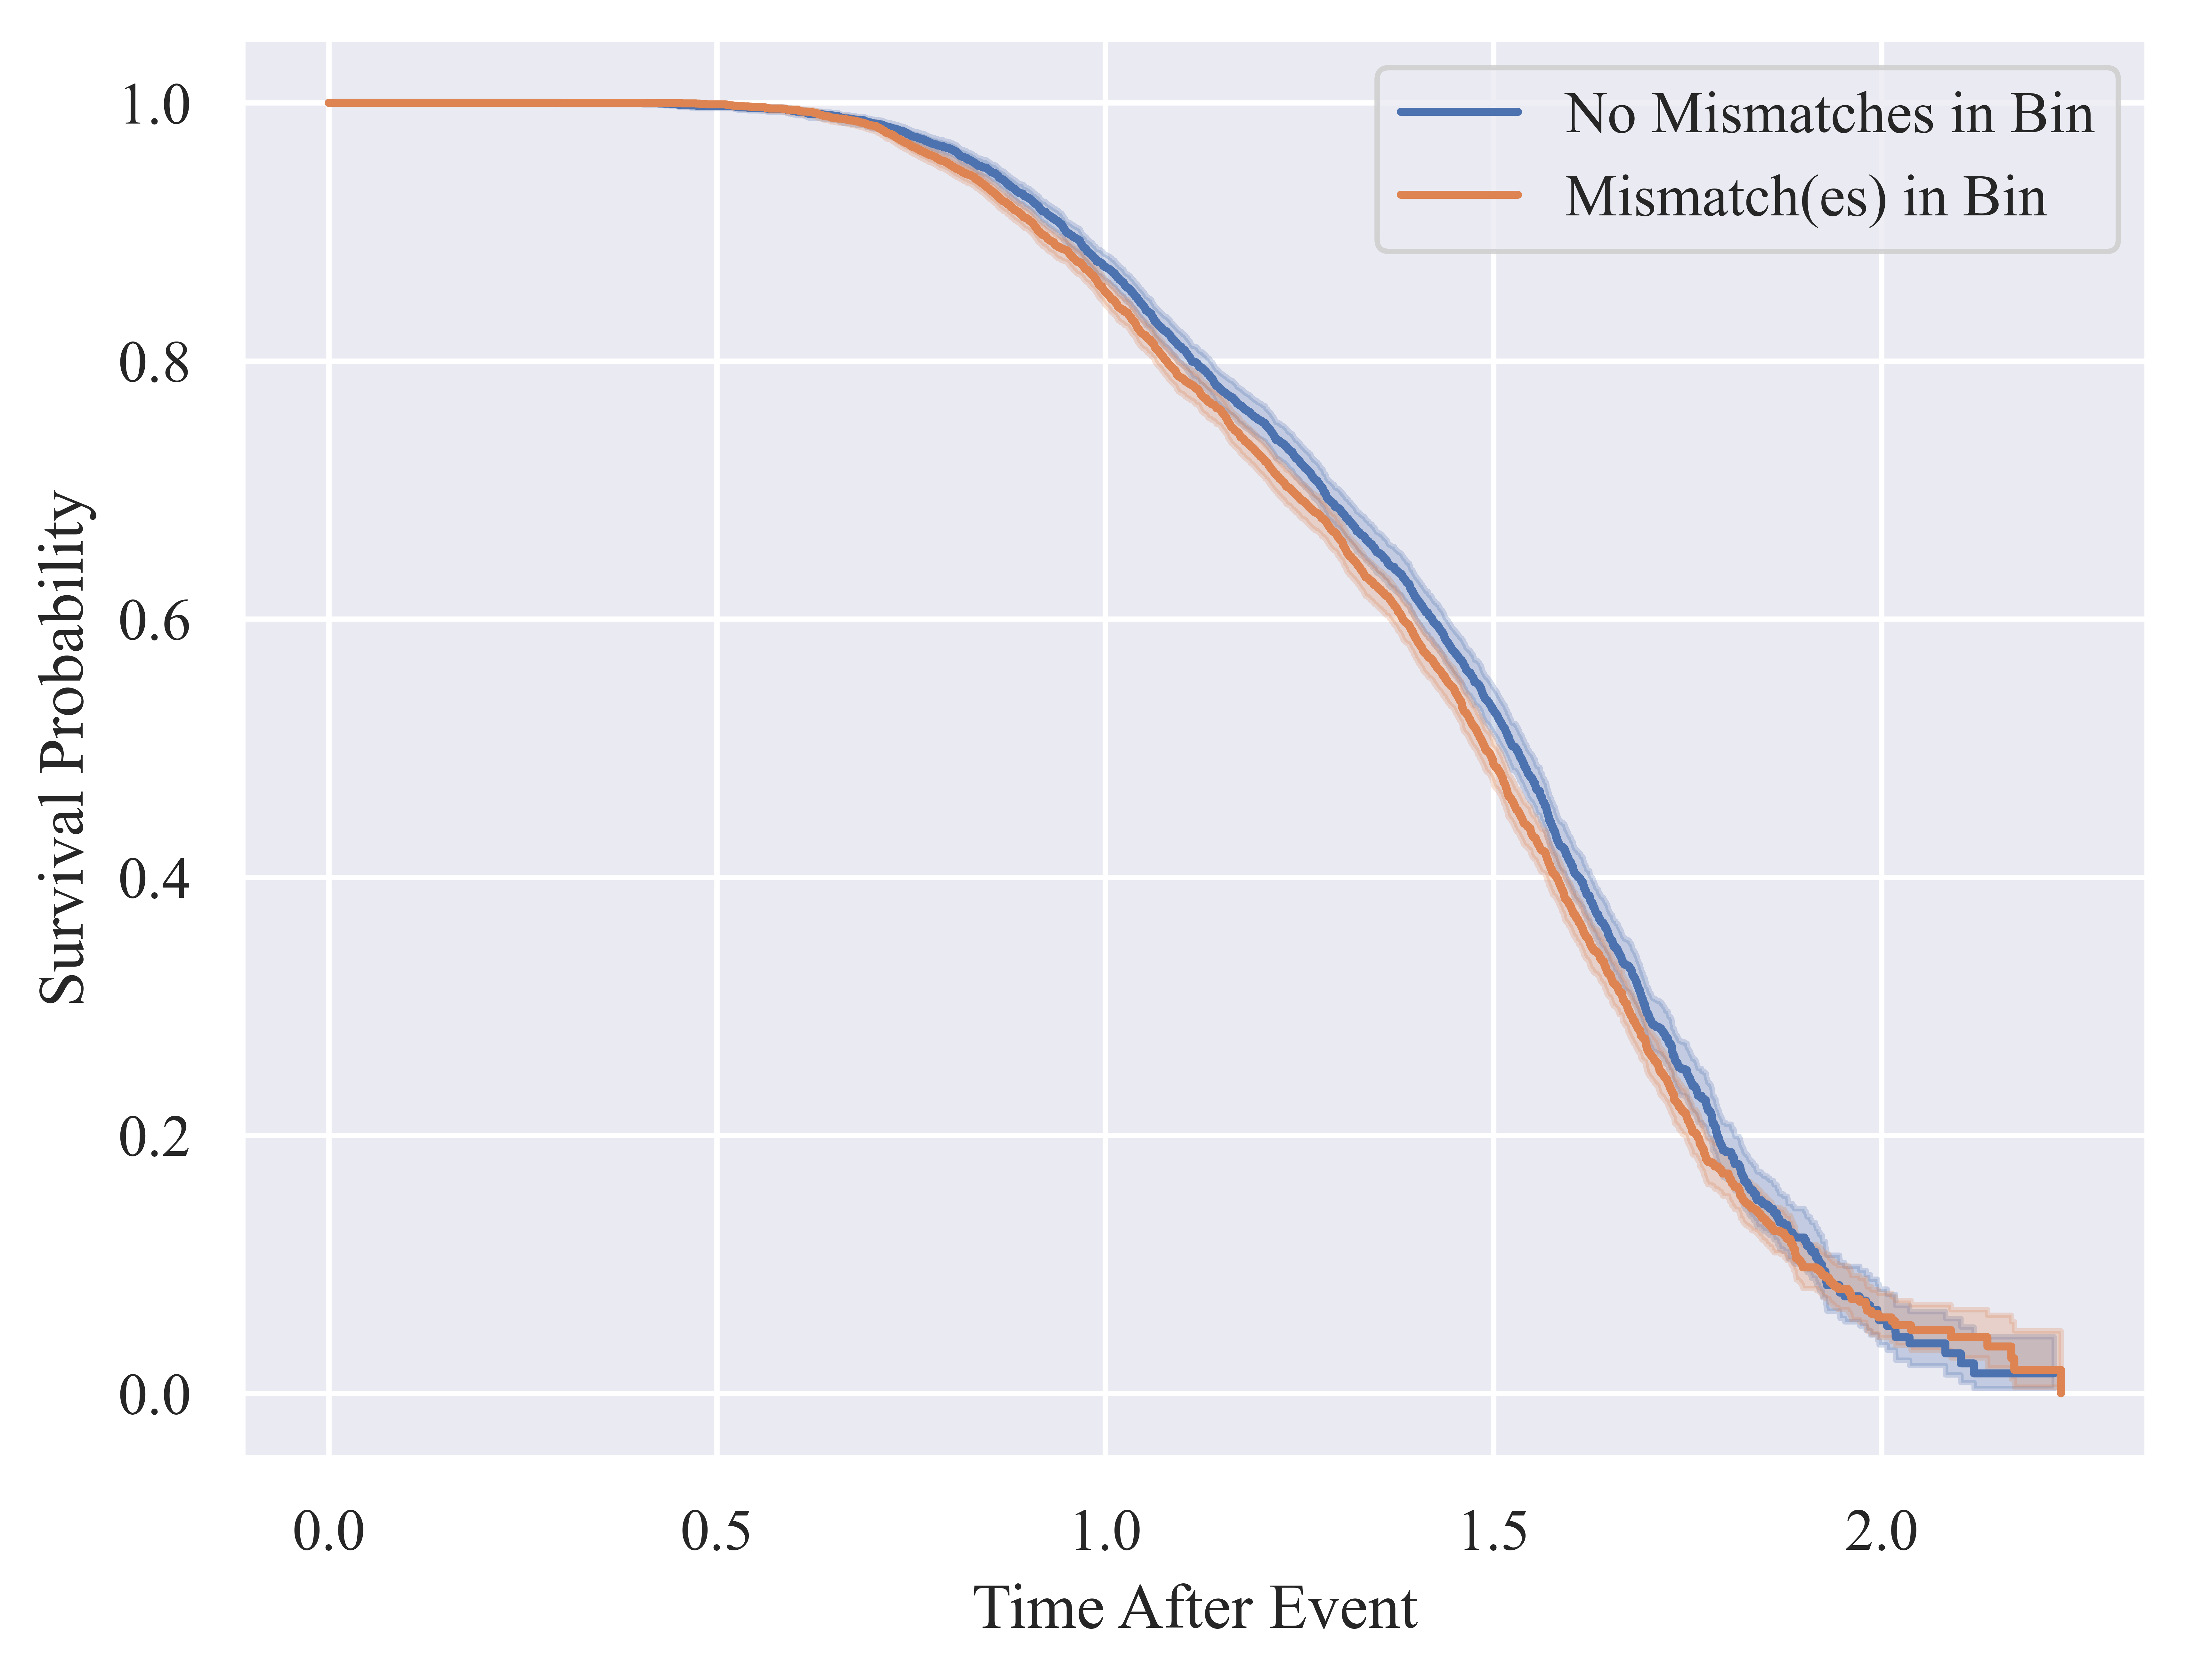 No Mismatches in Bin
Mismatch(es) in Bin
1.0
0.8
0.6
0.4
0.2
0.0
Survival Probability
0.0 0.5 1.0 1.5 2.0
Time After Event